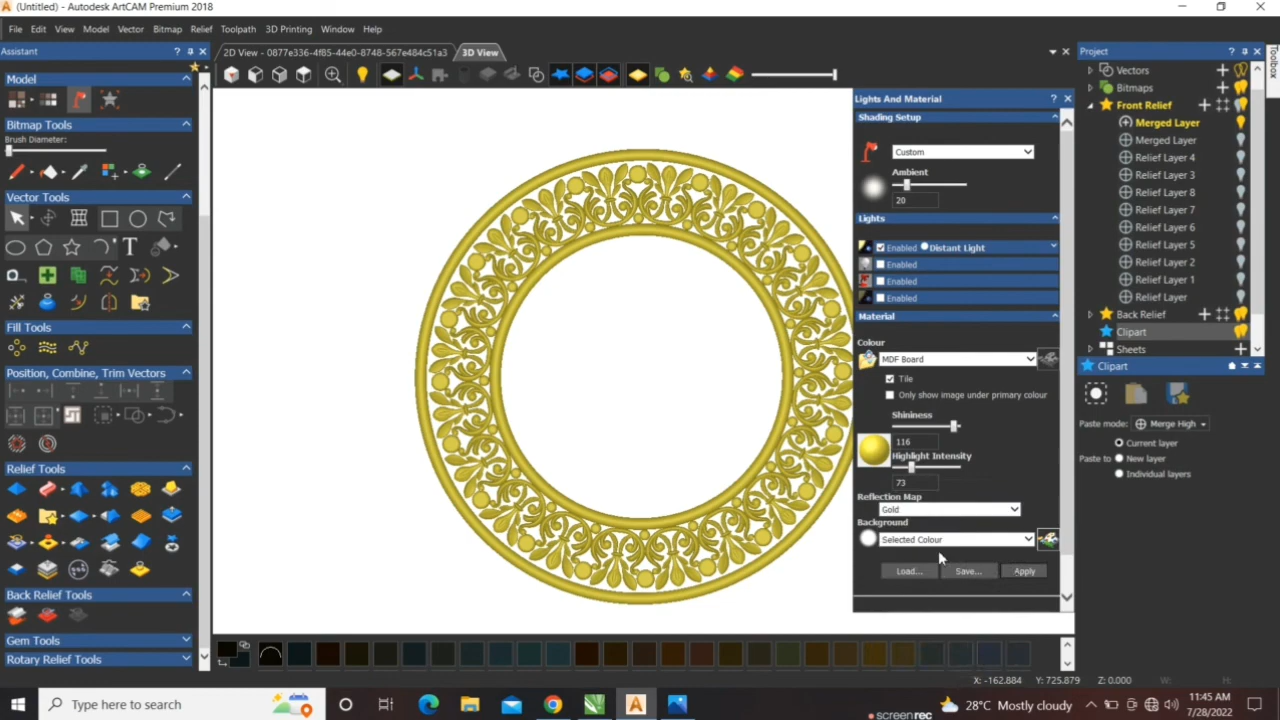 (Untitled) - Autodesk ArtCAM Premium 2018
File Edit View Model Vector Bitmap Relief Toolpath 3D Printing Window Help
Assistant
2D View - 0877e336-4f85-44e0-8748-567e484c51a3
3D View
Model
Bitmap Tools
Brush Diameter:
Vector Tools
Fill Tools
Position, Combine, Trim Vectors
Relief Tools
Back Relief Tools
Gem Tools
Rotary Relief Tools
Lights And Material
Shading Setup
Custom
Ambient
20
Lights
Enabled Distant Light
Enabled
Enabled
Enabled
Material
Colour
MDF Board
Tile
Only show image under primary colour
Shininess
116
Highlight Intensity
73
Reflection Map
Gold
Background
Selected Colour
Load... Save... Apply
Project
Toolbox
Vectors
Bitmaps
Front Relief
Merged Layer
Merged Layer
Relief Layer 4
Relief Layer 3
Relief Layer 8
Relief Layer 7
Relief Layer 6
Relief Layer 5
Relief Layer 2
Relief Layer 1
Relief Layer
Back Relief
Clipart
Sheets
Clipart
Paste mode: Merge High
Current layer
Paste to New layer
Individual layers
X: -162.884 Y: 725.879 Z: 0.000 W: H:
Type here to search
28°C Mostly cloudy
11:45 AM
7/28/2022
screenrec